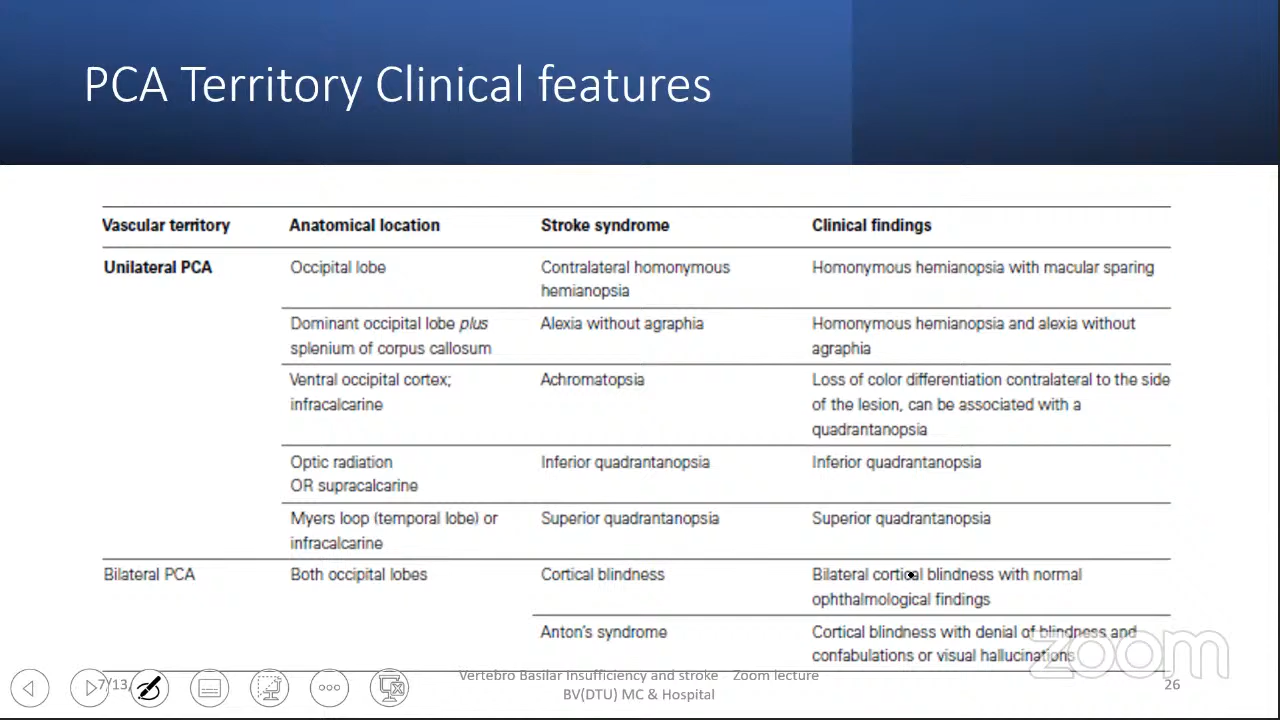 PCA Territory Clinical features
Vascular territory Anatomical location Stroke syndrome Clinical findings
Unilateral PCA Occipital lobe Contralateral homonymous Homonymous hemianopsia with macular sparing
hemianopsia
Dominant occipital lobe plus Alexia without agraphia Homonymous hemianopsia and alexia without
splenium of corpus callosum agraphia
Ventral occipital cortex; Achromatopsia Loss of color differentiation contralateral to the side
infracalcarine of the lesion, can be associated with a
quadrantanopsia
Optic radiation Inferior quadrantanopsia Inferior quadrantanopsia
OR supracalcarine
Myers loop (temporal lobe) or Superior quadrantanopsia Superior quadrantanopsia
infracalcarine
Bilateral PCA Both occipital lobes Cortical blindness Bilateral cortical blindness with normal
ophthalmological findings
Anton's syndrome Cortical blindness with denial of blindness and
confabulations or visual hallucinations
zoom
7/13/
Vertebro Basilar Insufficiency and stroke Zoom lecture
BV(DTU) MC & Hospital
26